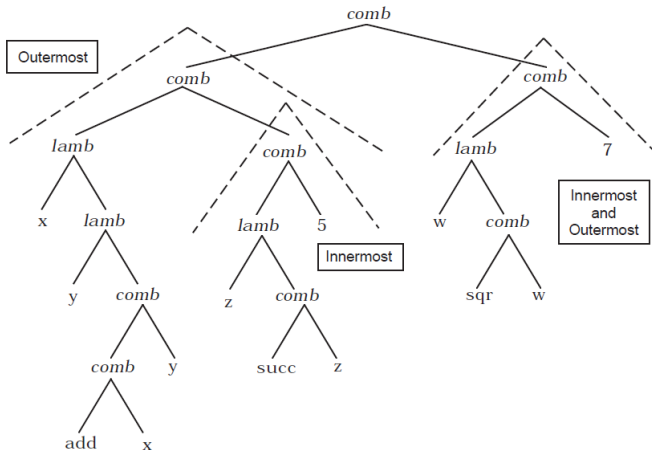 comb
Outermost
comb
comb
lamb
comb
lamb
7
x
lamb
lamb
5
w
comb
Innermost
and
Outermost
Innermost
y
comb
z
comb
sqr
w
comb
y
succ
z
add
x